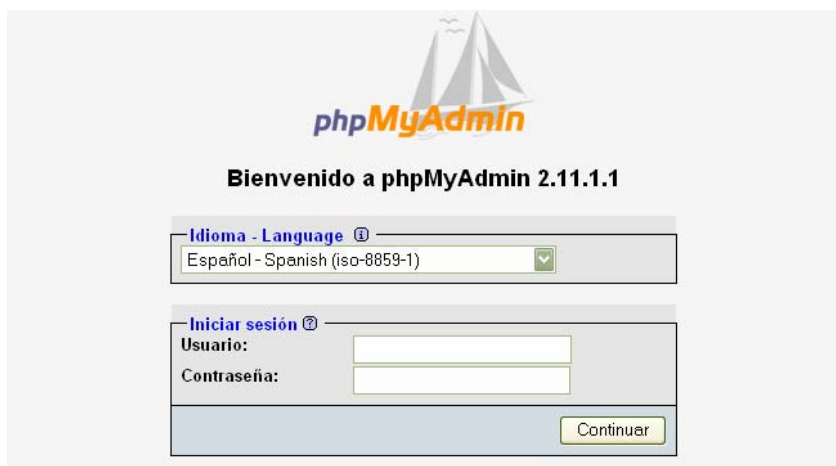 phpMyAdmin
Bienvenido a phpMyAdmin 2.11.1.1
Idioma - Language
Español - Spanish (iso-8859-1)
Iniciar sesión
Usuario:
Contraseña:
Continuar